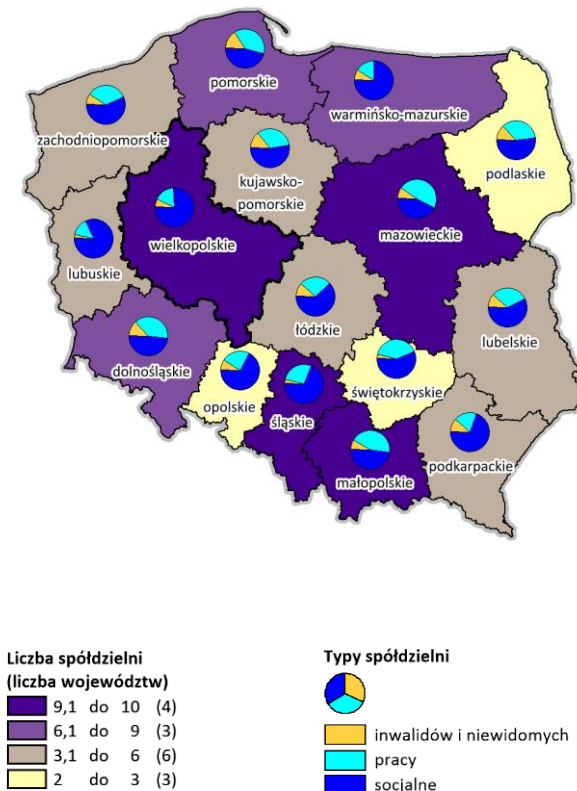 pomorskie
warmińsko-mazurskie
zachodniopomorskie
podlaskie
kujawsko-
pomorskie
wielkopolskie
mazowieckie
lubuskie
łódzkie
lubelskie
dolnośląskie
opolskie
śląskie
świętokrzyskie
małopolskie
podkarpackie
Liczba spółdzielni
(liczba województw)
9,1 do 10 (4)
6,1 do 9 (3)
3,1 do 6 (6)
2 do 3 (3)
Typy spółdzielni
inwalidów i niewidomych
pracy
socjalne